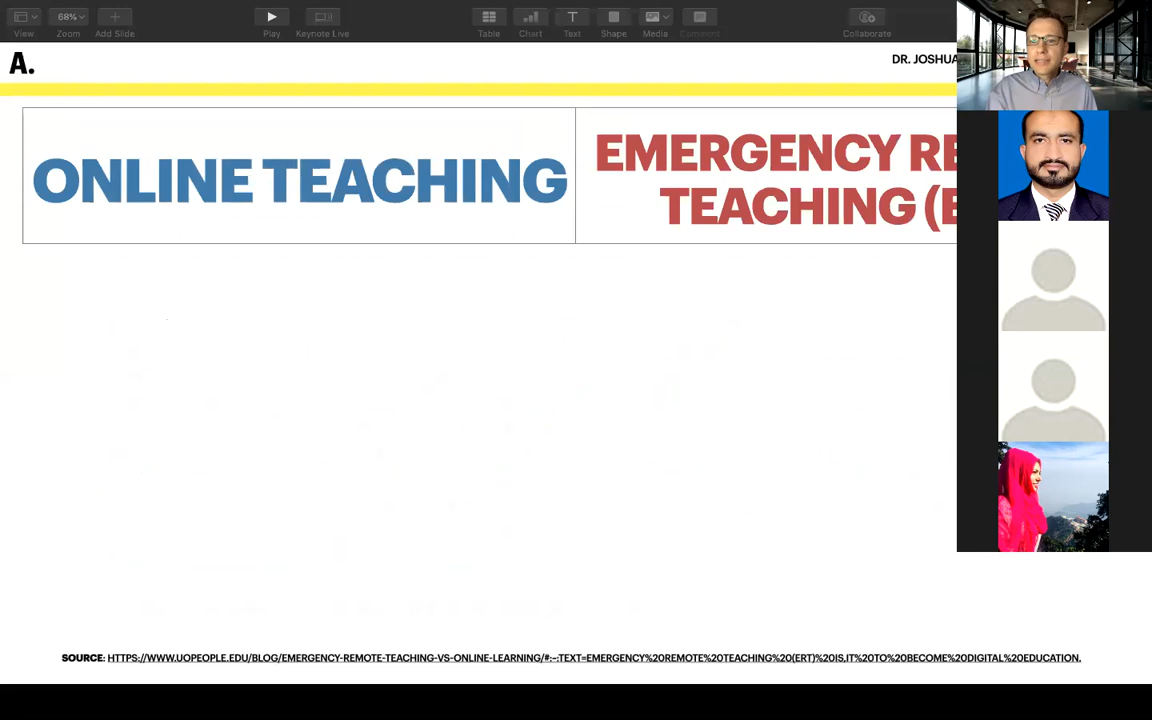 68%
View
Zoom
Add Slide
Play
Keynote Live
Table
Chart
Text
Shape
Media
Comment
Collaborate
A.
DR. JOSHUA
ONLINE TEACHING
EMERGENCY RE
TEACHING (E
SOURCE: HTTPS://WWW.UOPEOPLE.EDU/BLOG/EMERGENCY-REMOTE-TEACHING-VS-ONLINE-LEARNING/#:~:TEXT=EMERGENCY%20REMOTE%20TEACHING%20(ERT)%20IS,IT%20TO%20BECOME%20DIGITAL%20EDUCATION.